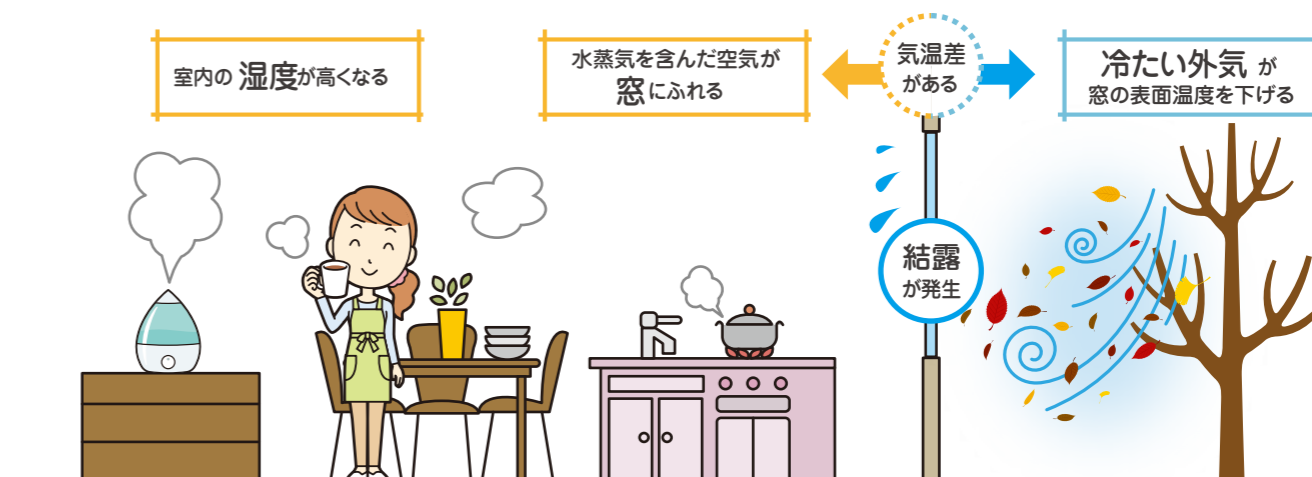 室内の 湿度が高くなる
水蒸気を含んだ空気が
窓にふれる
気温差
がある
冷たい外気 が
窓の表面温度を下げる
結露
が発生